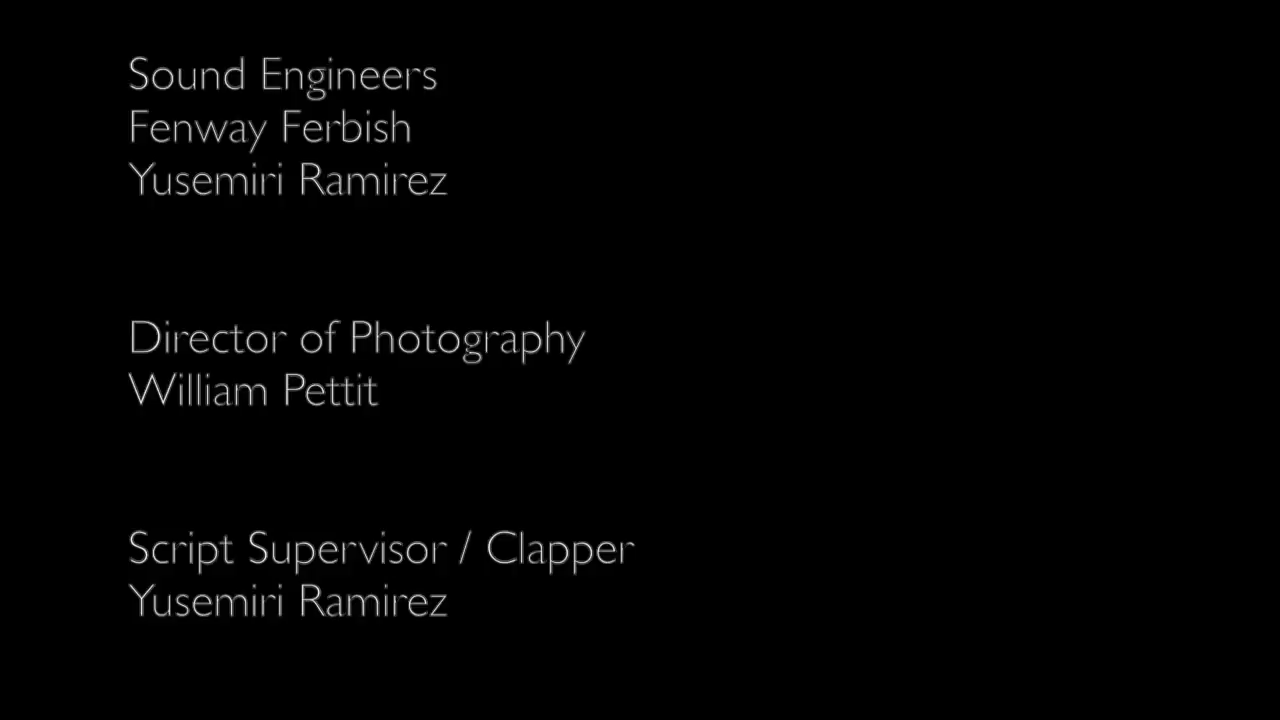 Sound Engineers
Fenway Ferbish
Yusemiri Ramirez
Director of Photography
William Pettit
Script Supervisor / Clapper
Yusemiri Ramirez